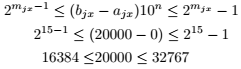 2^{m_{jx}-1} ≤ (b_{jx} − a_{jx})10^n ≤ 2^{m_{jx}} − 1
2^{15−1} ≤ (20000 − 0) ≤ 2^{15} − 1
16384 ≤20000 ≤ 32767